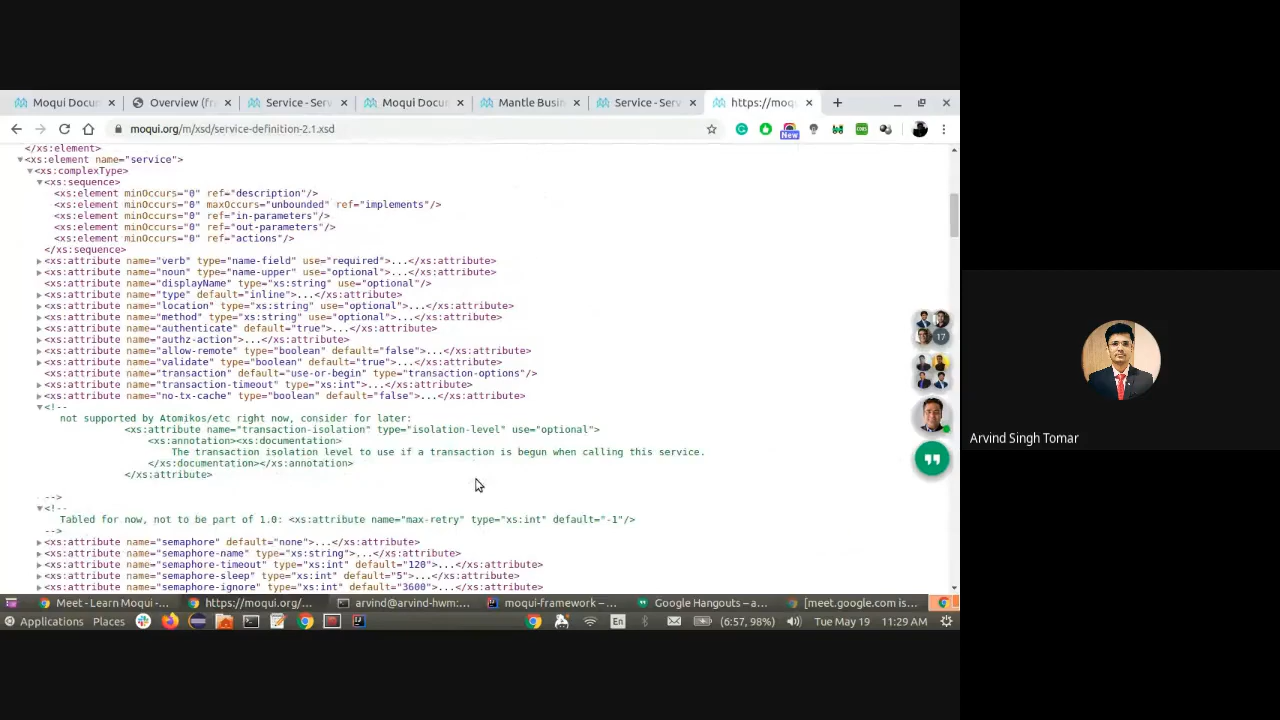 Moqui Docu
Overview (fr
Service - Serv
Moqui Docu
Mantle Busin
Service - Serv
https://moqu
moqui.org/m/xsd/service-definition-2.1.xsd
New
</xs:element>
▼<xs:element name="service">
▼<xs:complexType>
▼<xs:sequence>
<xs:element minOccurs="0" ref="description"/>
<xs:element minOccurs="0" maxOccurs="unbounded" ref="implements"/>
<xs:element minOccurs="0" ref="in-parameters"/>
<xs:element minOccurs="0" ref="out-parameters"/>
<xs:element minOccurs="0" ref="actions"/>
</xs:sequence>
▶<xs:attribute name="verb" type="name-field" use="required">...</xs:attribute>
▶<xs:attribute name="noun" type="name-upper" use="optional">...</xs:attribute>
<xs:attribute name="displayName" type="xs:string" use="optional"/>
▶<xs:attribute name="type" default="inline">...</xs:attribute>
▶<xs:attribute name="location" type="xs:string" use="optional">...</xs:attribute>
▶<xs:attribute name="method" type="xs:string" use="optional">...</xs:attribute>
▶<xs:attribute name="authenticate" default="true">...</xs:attribute>
▶<xs:attribute name="authz-action">...</xs:attribute>
▶<xs:attribute name="allow-remote" type="boolean" default="false">...</xs:attribute>
▶<xs:attribute name="validate" type="boolean" default="true">...</xs:attribute>
<xs:attribute name="transaction" default="use-or-begin" type="transaction-options"/>
▶<xs:attribute name="transaction-timeout" type="xs:int">...</xs:attribute>
▶<xs:attribute name="no-tx-cache" type="boolean" default="false">...</xs:attribute>
▼<!--
not supported by Atomikos/etc right now, consider for later:
<xs:attribute name="transaction-isolation" type="isolation-level" use="optional">
<xs:annotation><xs:documentation>
The transaction isolation level to use if a transaction is begun when calling this service.
</xs:documentation></xs:annotation>
</xs:attribute>
-->
▼<!--
Tabled for now, not to be part of 1.0: <xs:attribute name="max-retry" type="xs:int" default="-1"/>
-->
▶<xs:attribute name="semaphore" default="none">...</xs:attribute>
▶<xs:attribute name="semaphore-name" type="xs:string">...</xs:attribute>
▶<xs:attribute name="semaphore-timeout" type="xs:int" default="120">...</xs:attribute>
▶<xs:attribute name="semaphore-sleep" type="xs:int" default="5">...</xs:attribute>
▶<xs:attribute name="semaphore-ignore" type="xs:int" default="3600">...</xs:attribute>
17
Arvind Singh Tomar
Meet - Learn Moqui -...
https://moqui.org/...
arvind@arvind-hwm:...
moqui-framework –...
Google Hangouts – a...
[meet.google.com is...
Applications Places
En
(6:57, 98%)
Tue May 19 11:29 AM